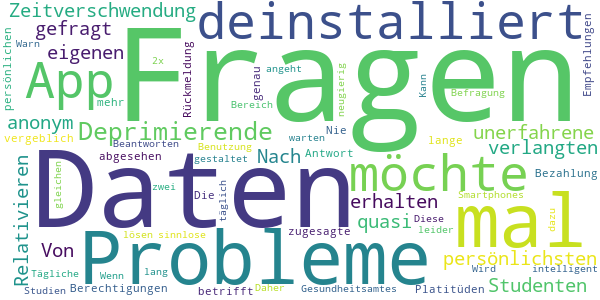 Zeitverschwendung
deinstalliert
gefragt
eigenen
persönlichen
Warn
Rückmeldung
2x
App
Fragen
genau
angeht
Bereich
mehr
neugierig
Kann
Befragung
Empfehlungen
anonym
Deprimierende
Nie
warten
lange
unerfahrene
vergeblich
Beantworten
Benutzung
abgesehen
gestaltet
Nach
Antwort
verlangten
Relativieren
gleichen
Daten
zwei
Die
täglich
möchte
Bezahlung
erhalten
Diese
Smartphones
mal
dazu
Von
lösen
sinnlose
zugesagte
quasi
leider
persönlichsten
Tägliche
Wenn
lang
Probleme
Daher
Gesundheitsamtes
Wird
intelligent
Studien
Berechtigungen
betrifft
Platitüden
Studenten